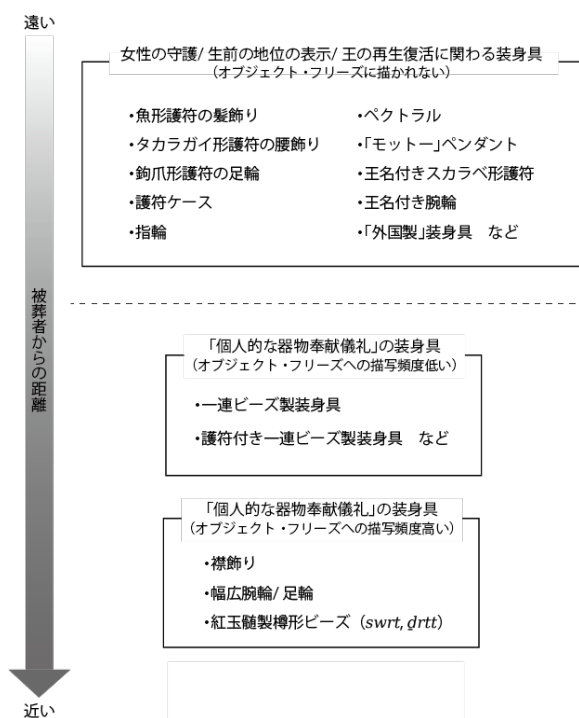 遠い
女性の守護/ 生前の地位の表示/ 王の再生復活に関わる装身具
(オブジェクト・フリーズに描かれない)
・魚形護符の髪飾り
・タカラガイ形護符の腰飾り
・鉤爪形護符の足輪
・護符ケース
・指輪
・ペクトラル
・「モットー」ペンダント
・王名付きスカラベ形護符
・王名付き腕輪
・「外国製」装身具 など
被葬者からの距離
「個人的な器物奉献儀礼」の装身具
(オブジェクト・フリーズへの描写頻度低い)
・一連ビーズ製装身具
・護符付き一連ビーズ製装身具 など
「個人的な器物奉献儀礼」の装身具
(オブジェクト・フリーズへの描写頻度高い)
・襟飾り
・幅広腕輪/ 足輪
・紅玉髄製樽形ビーズ（swrt, ḏrtt）
近い